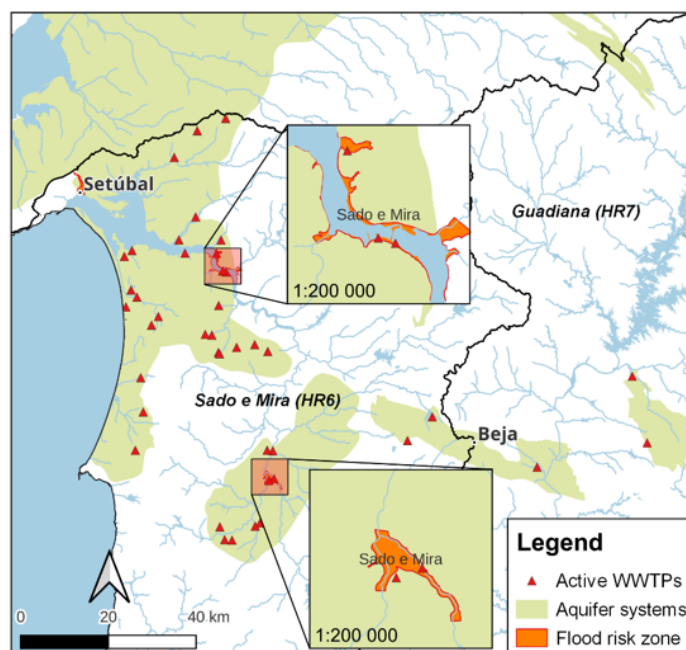 Setúbal
Sado e Mira
1:200 000
Guadiana (HR7)
Sado e Mira (HR6)
Beja
Sado e Mira
1:200 000
0 20 40 km
Legend
Active WWTPs
Aquifer systems
Flood risk zone